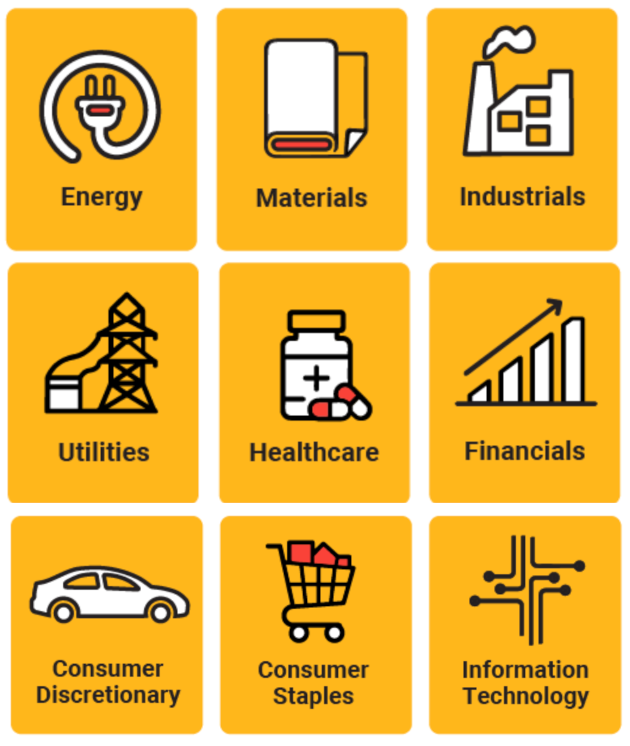 Energy
Materials
Industrials
Utilities
Healthcare
Financials
Consumer
Discretionary
Consumer
Staples
Information
Technology